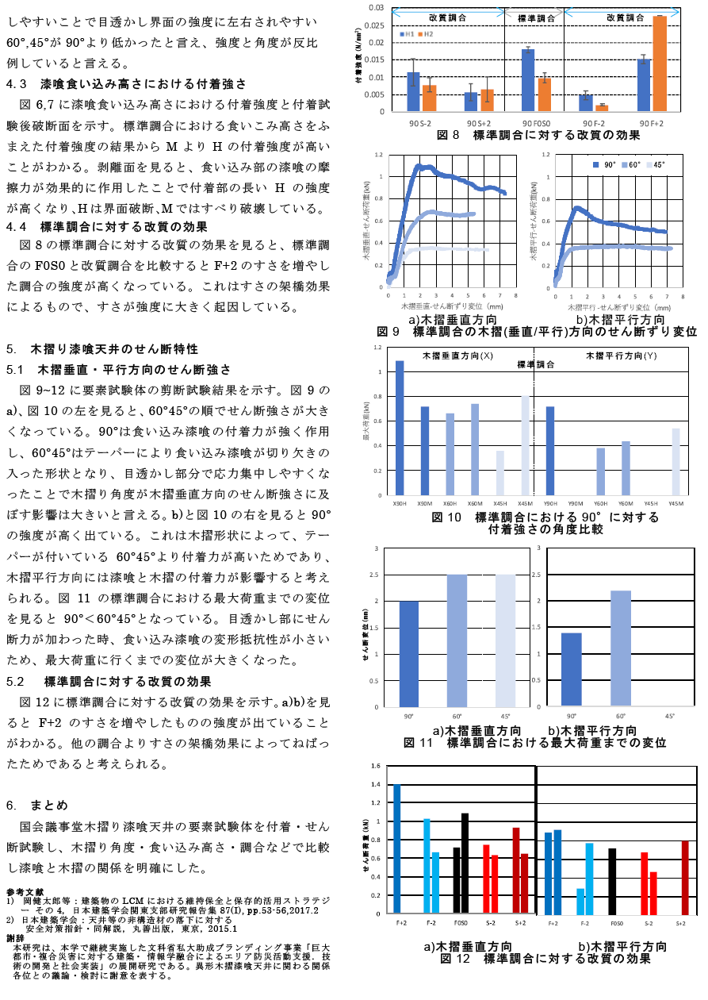 しやすいことで目透かし界面の強度に左右されやすい
60°,45°が 90°より低かったと言え、強度と角度が反比
例していると言える。
4.3 漆喰食い込み高さにおける付着強さ
図 6,7 に漆喰食い込み高さにおける付着強度と付着試
験後破断面を示す。標準調合における食いこみ高さをふ
まえた付着強度の結果から M より H の付着強度が高い
ことがわかる。剥離面を見ると、食い込み部の漆喰の摩
擦力が効果的に作用したことで付着部の長い H の強度
が高くなり、Hは界面破断、Mではすべり破壊している。
4.4 標準調合に対する改質の効果
図 8 の標準調合に対する改質の効果を見ると、標準調
合の F0S0 と改質調合を比較すると F+2 のすさを増やし
た調合の強度が高くなっている。これはすさの架橋効果
によるもので、すさが強度に大きく起因している。
5. 木摺り漆喰天井のせん断特性
5.1 木摺垂直・平行方向のせん断強さ
図 9~12 に要素試験体の剪断試験結果を示す。図 9 の
a)、図 10 の左を見ると、60°45°の順でせん断強さが大き
くなっている。90°は食い込み漆喰の付着力が強く作用
し、60°45°はテーパーにより食い込み漆喰が切り欠きの
入った形状となり、目透かし部分で応力集中しやすくな
ったことで木摺り角度が木摺垂直方向のせん断強さに及
ぼす影響は大きいと言える。b)と図 10 の右を見ると 90°
の強度が高く出ている。これは木摺形状によって、テー
パーが付いている 60°45°より付着力が高いためであり、
木摺平行方向には漆喰と木摺の付着力が影響すると考え
られる。図 11 の標準調合における最大荷重までの変位
を見ると 90°＜60°45°となっている。目透かし部にせん
断力が加わった時、食い込み漆喰の変形抵抗性が小さい
ため、最大荷重に行くまでの変位が大きくなった。
5.2 標準調合に対する改質の効果
図 12 に標準調合に対する改質の効果を示す。a)b)を見
ると F+2 のすさを増やしたものの強度が出ていること
がわかる。他の調合よりすさの架橋効果によってねばっ
たためであると考えられる。
6. まとめ
国会議事堂木摺り漆喰天井の要素試験体を付着・せん
断試験し、木摺り角度・食い込み高さ・調合などで比較
し漆喰と木摺の関係を明確にした。
参考文献
1) 岡健太郎等：建築物の LCM における維持保全と保存的活用ストラテジ
ー その 4，日本建築学会関東支部研究報告集 87(I), pp.53-56,2017.2
2) 日本建築学会：天井等の非構造材の落下に対する
安全対策指針・同解説，丸善出版，東京，2015.1
謝辞
本研究は、本学で継続実施した文科省私大助成ブランディング事業「巨大
都市・複合災害に対する建築・情報学融合によるエリア防災活動支援．技
術の開発と社会実装」の展開研究である。異形木摺漆喰天井に関わる関係
各位との議論・検討に謝意を表する。
改質調合 標準調合 改質調合
H1 H2
付着強度 (N/mm²)
0.03
0.025
0.02
0.015
0.01
0.005
0
90 S-2 90 S+2 90 F0S0 90 F-2 90 F+2
図 8 標準調合に対する改質の効果
木摺垂直-せん断荷重(kN)
1.2
1
0.8
0.6
0.4
0.2
0
0 1 2 3 4 5 6 7 8
木摺垂直-せん断ずり変位 (mm)
a)木摺垂直方向
90° 60° 45°
木摺平行-せん断荷重(kN)
1.2
1
0.8
0.6
0.4
0.2
0
0 1 2 3 4 5 6 7 8
木摺平行 -せん断ずり変位(mm)
b)木摺平行方向
図 9 標準調合の木摺(垂直/平行)方向のせん断ずり変位
木摺垂直方向(X) 標準調合 木摺平行方向(Y)
最大荷重(kN)
1.2
1
0.8
0.6
0.4
0.2
0
X90H X90M X60H X60M X45H X45M Y90H Y90M Y60H Y60M Y45H Y45M
図 10 標準調合における 90° に対する
付着強さの角度比較
せん断変位(mm)
3
2.5
2
1.5
1
0.5
0
90° 60° 45°
3
2.5
2
1.5
1
0.5
0
90° 60° 45°
a)木摺垂直方向 b)木摺平行方向
図 11 標準調合における最大荷重までの変位
せん断荷重(kN)
1.6
1.4
1.2
1
0.8
0.6
0.4
0.2
0
F+2 F-2 F0S0 S-2 S+2 F+2 F-2 F0S0 S-2 S+2
a)木摺垂直方向 b)木摺平行方向
図 12 標準調合に対する改質の効果